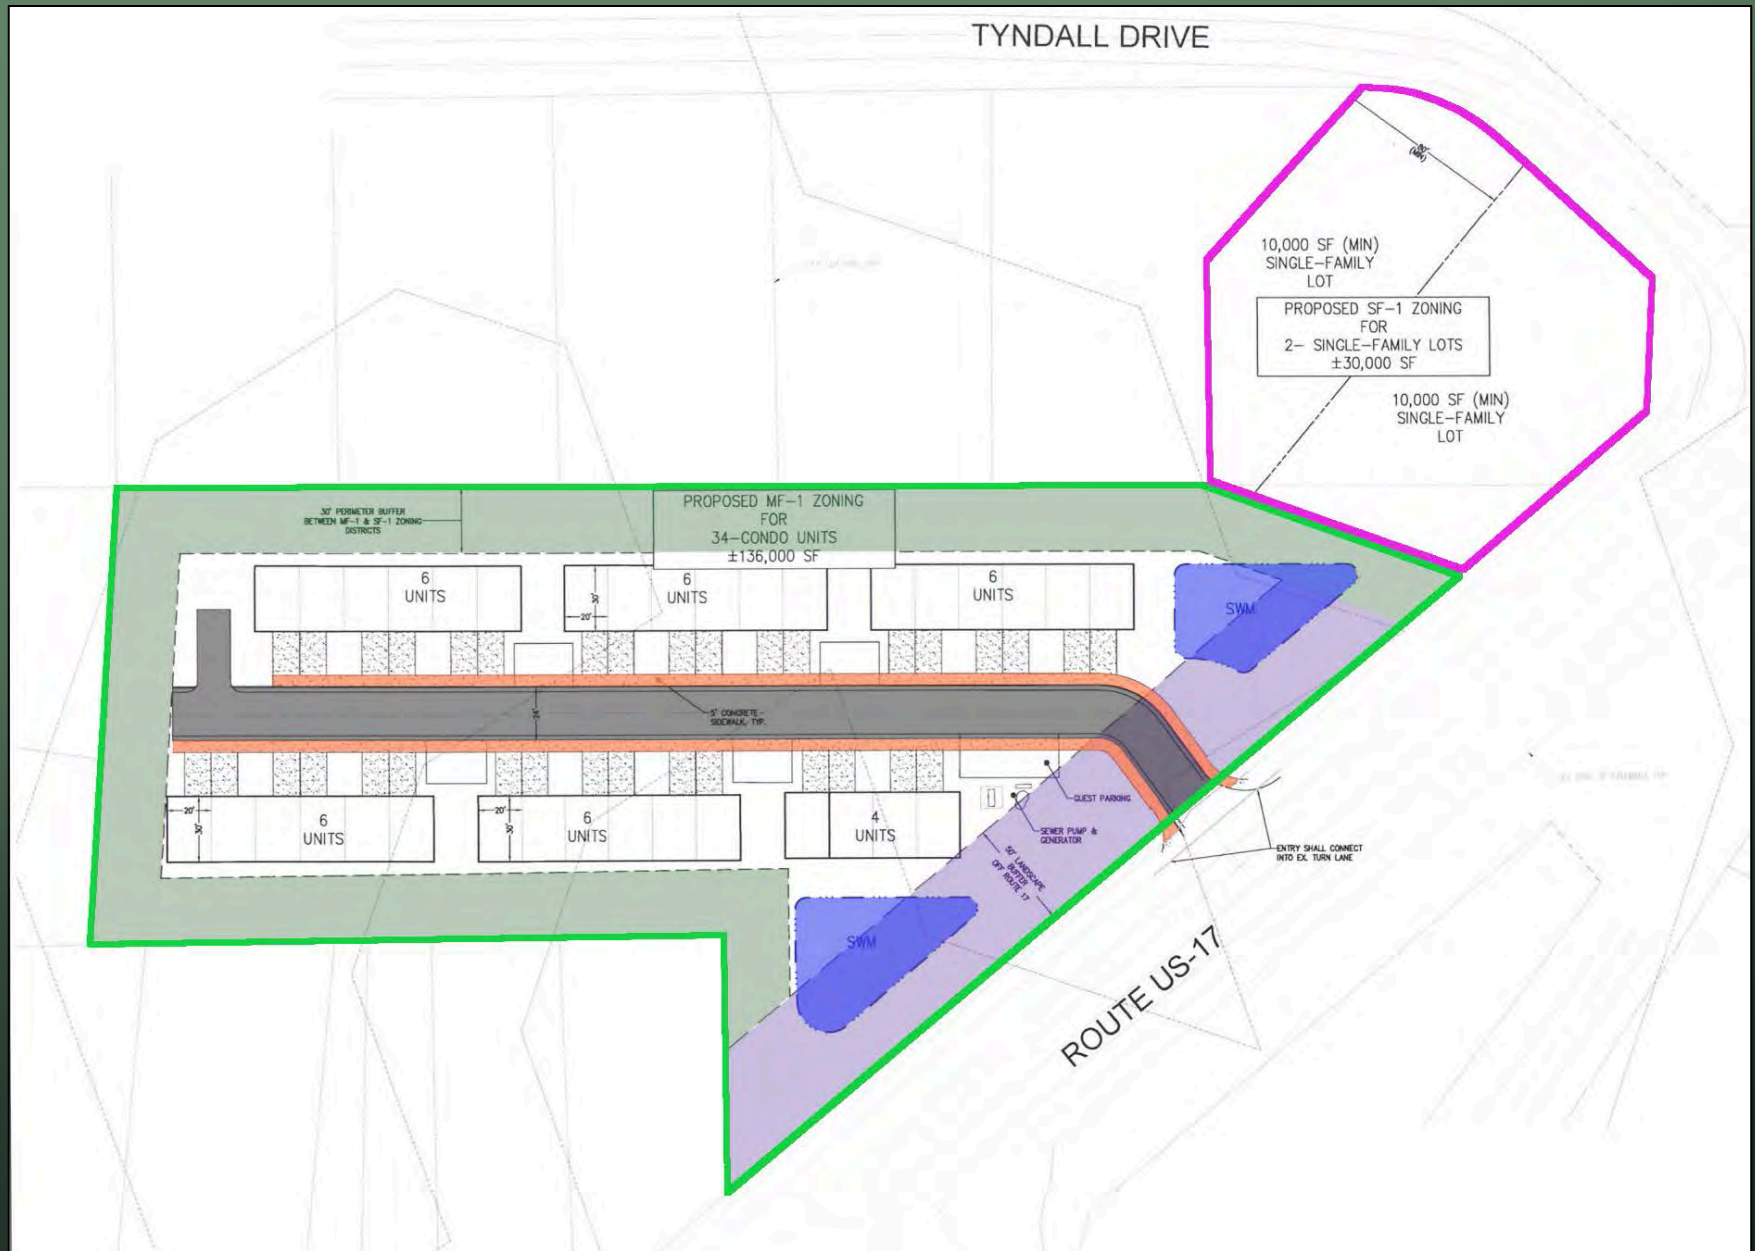 TYNDALL DRIVE
80'
(MIN)
10,000 SF (MIN)
SINGLE-FAMILY
LOT
PROPOSED SF-1 ZONING
FOR
2- SINGLE-FAMILY LOTS
±30,000 SF
10,000 SF (MIN)
SINGLE-FAMILY
LOT
30' PERIMETER BUFFER
BETWEEN MF-1 & SF-1 ZONING
DISTRICTS
PROPOSED MF-1 ZONING
FOR
34-CONDO UNITS
±136,000 SF
6
UNITS
6
UNITS
30'
20'
6
UNITS
SWM
24'
5' CONCRETE
SIDEWALK, TYP.
GUEST PARKING
SEWER PUMP &
GENERATOR
20'
30'
6
UNITS
20'
30'
6
UNITS
4
UNITS
50' LANDSCAPE
BUFFER
OFF ROUTE 17
ENTRY SHALL CONNECT
INTO EX. TURN LANE
SWM
ROUTE US-17